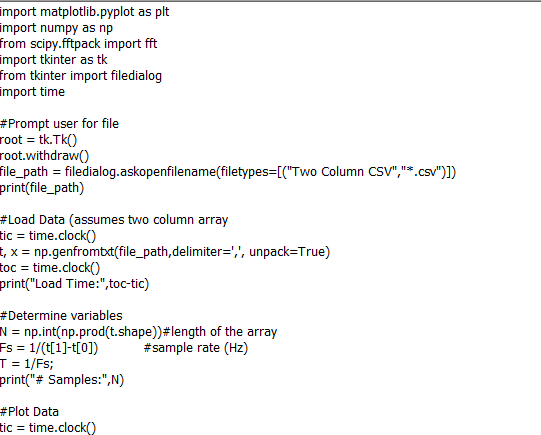 import matplotlib.pyplot as plt
import numpy as np
from scipy.fftpack import fft
import tkinter as tk
from tkinter import filedialog
import time
#Prompt user for file
root = tk.Tk()
root.withdraw()
file_path = filedialog.askopenfilename(filetypes=[("Two Column CSV","*.csv")])
print(file_path)
#Load Data (assumes two column array
tic = time.clock()
t, x = np.genfromtxt(file_path,delimiter=',', unpack=True)
toc = time.clock()
print("Load Time:",toc-tic)
#Determine variables
N = np.int(np.prod(t.shape))#length of the array
Fs = 1/(t[1]-t[0]) #sample rate (Hz)
T = 1/Fs;
print("# Samples:",N)
#Plot Data
tic = time.clock()